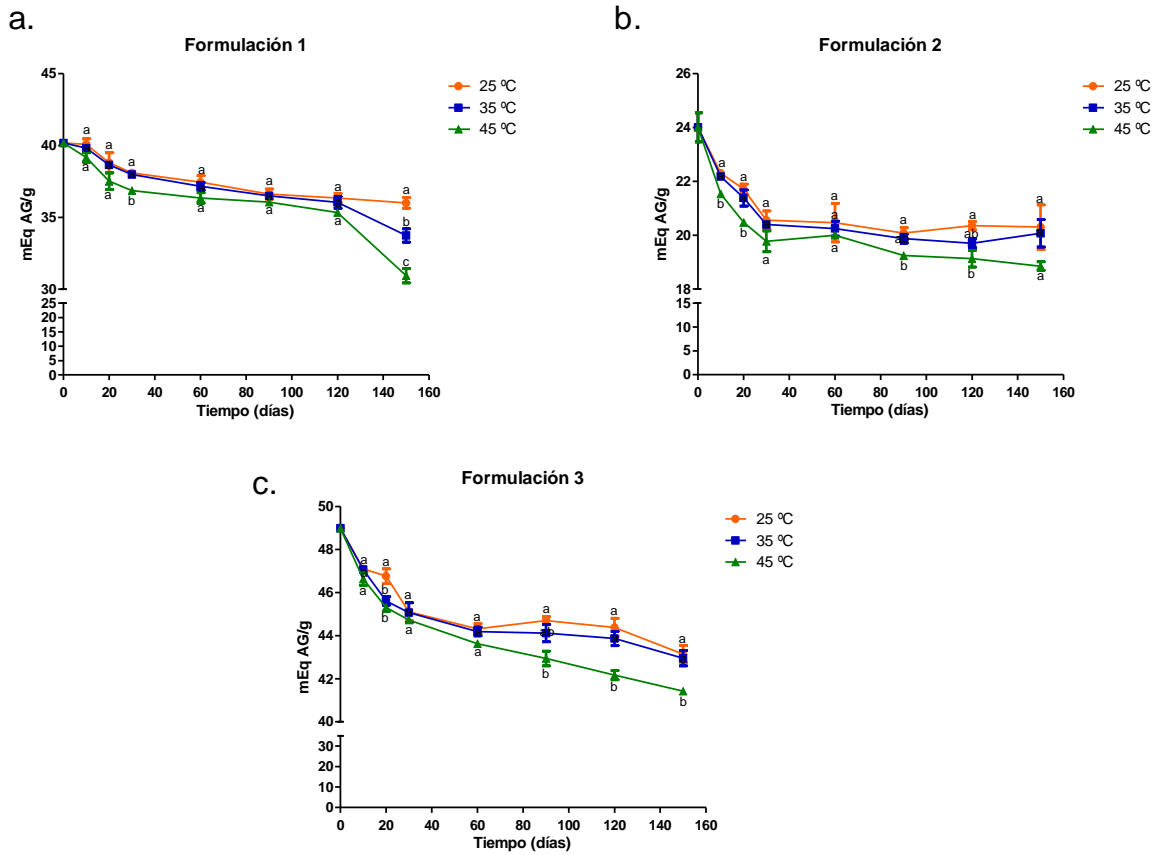 a.
Formulación 1
45
40
35
30
25
20
15
10
5
0
mEq AG/g
a a a a a a a
b
a a b a a a c
0 20 40 60 80 100 120 140 160
Tiempo (días)
25 ºC
35 ºC
45 ºC
b.
Formulación 2
26
24
22
20
18
15
10
5
0
mEq AG/g
a a a a a a a
a ab
b b a a b b a
0 20 40 60 80 100 120 140 160
Tiempo (días)
25 ºC
35 ºC
45 ºC
c.
Formulación 3
50
48
46
44
42
40
30
20
10
0
mEq AG/g
a a a a a a a
b
a b a a b b b
0 20 40 60 80 100 120 140 160
Tiempo (días)
25 ºC
35 ºC
45 ºC